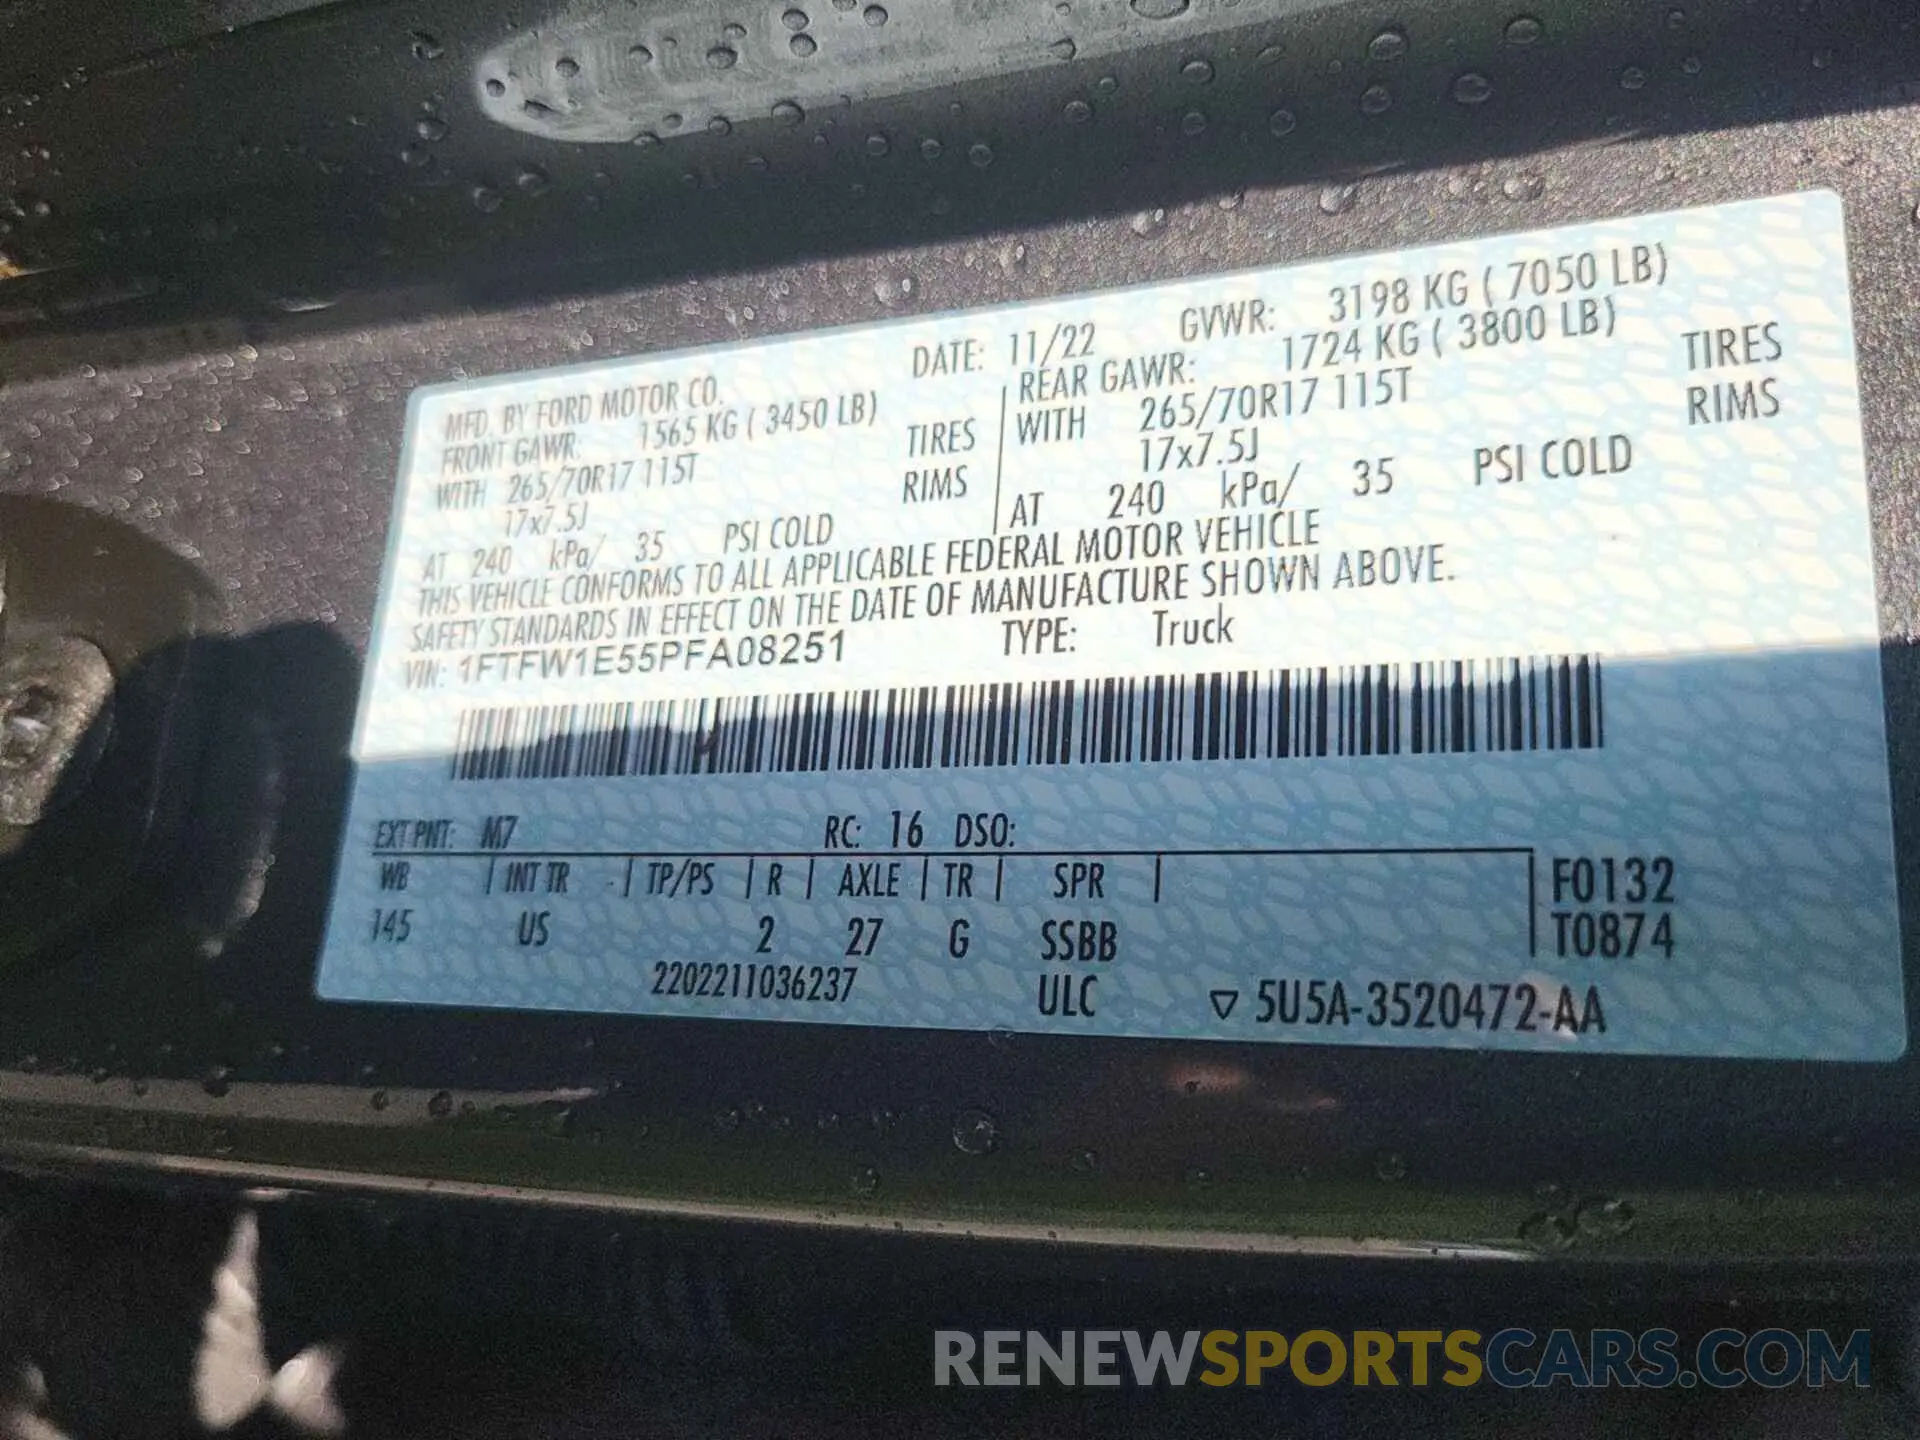 MFD. BY FORD MOTOR CO.
DATE: 11/22 GVWR: 3198 KG ( 7050 LB)
FRONT GAWR: 1565 KG ( 3450 LB) REAR GAWR: 1724 KG ( 3800 LB)
WITH 265/70R17 115T TIRES WITH 265/70R17 115T TIRES
17x7.5J RIMS 17x7.5J RIMS
AT 240 kPa/ 35 PSI COLD AT 240 kPa/ 35 PSI COLD
THIS VEHICLE CONFORMS TO ALL APPLICABLE FEDERAL MOTOR VEHICLE
SAFETY STANDARDS IN EFFECT ON THE DATE OF MANUFACTURE SHOWN ABOVE.
VIN: 1FTFW1E55PFA08251 TYPE: Truck
EXT PNT: M7 RC: 16 DSO:
WB | INT TR | TP/PS | R | AXLE | TR | SPR | F0132
145 US 2 27 G SSBB T0874
2202211036237 ULC ▽ 5U5A-3520472-AA
RENEWSPORTSCARS.COM